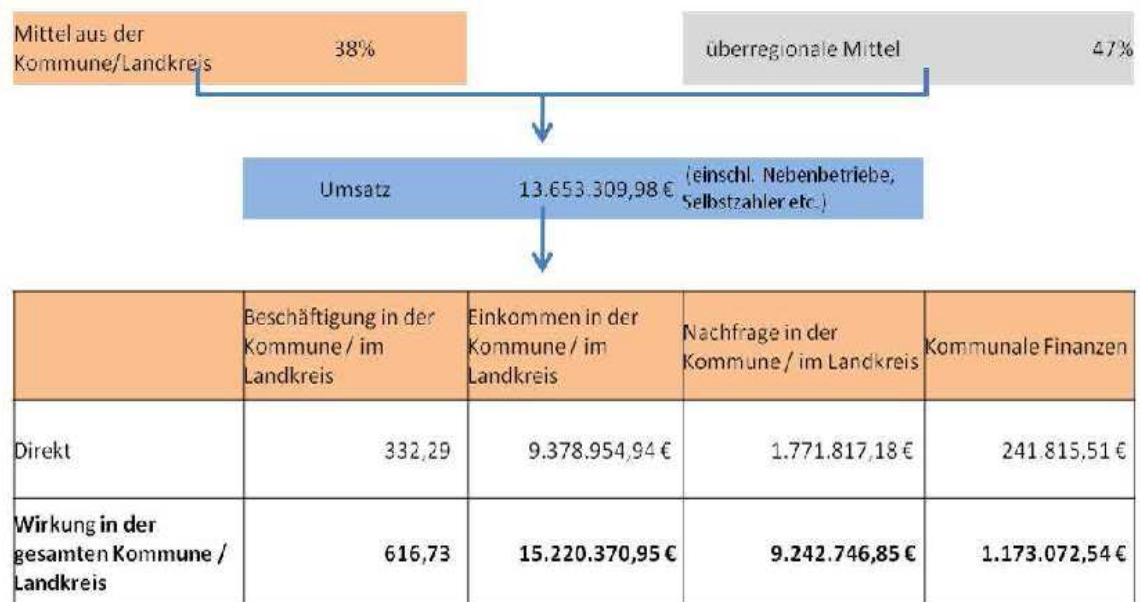 Mittel aus der
Kommune/Landkreis
38%
überregionale Mittel
47%
Umsatz
13.653.309,98 €
(einschl. Nebenbetriebe,
Selbstzahler etc.)
Beschäftigung in der
Kommune / im
Landkreis
Einkommen in der
Kommune / im
Landkreis
Nachfrage in der
Kommune / im Landkreis
Kommunale Finanzen
Direkt
332,29
9.378.954,94 €
1.771.817,18 €
241.815,51 €
Wirkung in der
gesamten Kommune /
Landkreis
616,73
15.220.370,95 €
9.242.746,85 €
1.173.072,54 €